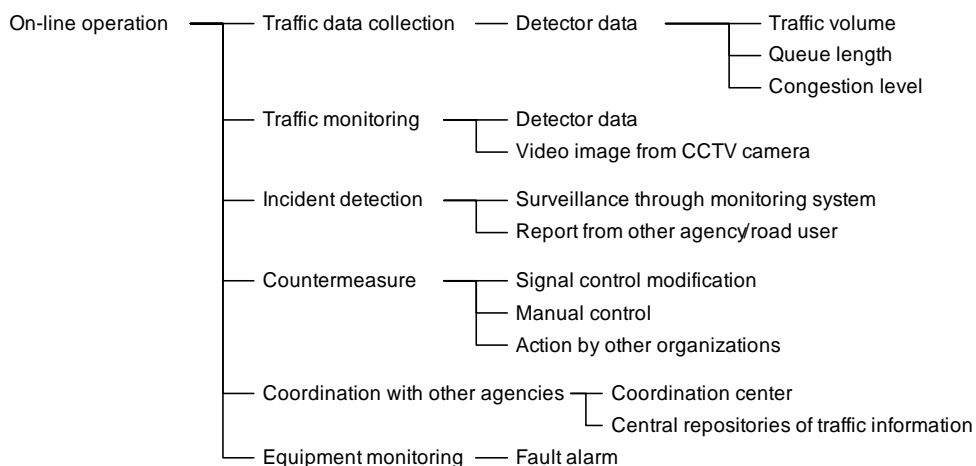 On-line operation
Traffic data collection
Detector data
Traffic volume
Queue length
Congestion level
Traffic monitoring
Detector data
Video image from CCTV camera
Incident detection
Surveillance through monitoring system
Report from other agency/road user
Countermeasure
Signal control modification
Manual control
Action by other organizations
Coordination with other agencies
Coordination center
Central repositories of traffic information
Equipment monitoring
Fault alarm